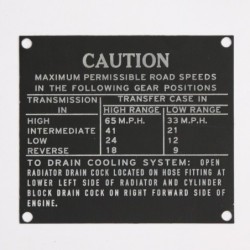 CAUTION
MAXIMUM PERMISSIBLE ROAD SPEEDS
IN THE FOLLOWING GEAR POSITIONS
TRANSMISSION IN TRANSFER CASE IN
HIGH RANGE LOW RANGE
HIGH 65 M.P.H. 33 M.P.H.
INTERMEDIATE 41 21
LOW 24 12
REVERSE 18 9
TO DRAIN COOLING SYSTEM: OPEN
RADIATOR DRAIN COCK LOCATED ON HOSE FITTING AT
LOWER LEFT SIDE OF RADIATOR AND CYLINDER
BLOCK DRAIN COCK ON RIGHT FORWARD SIDE OF
ENGINE.